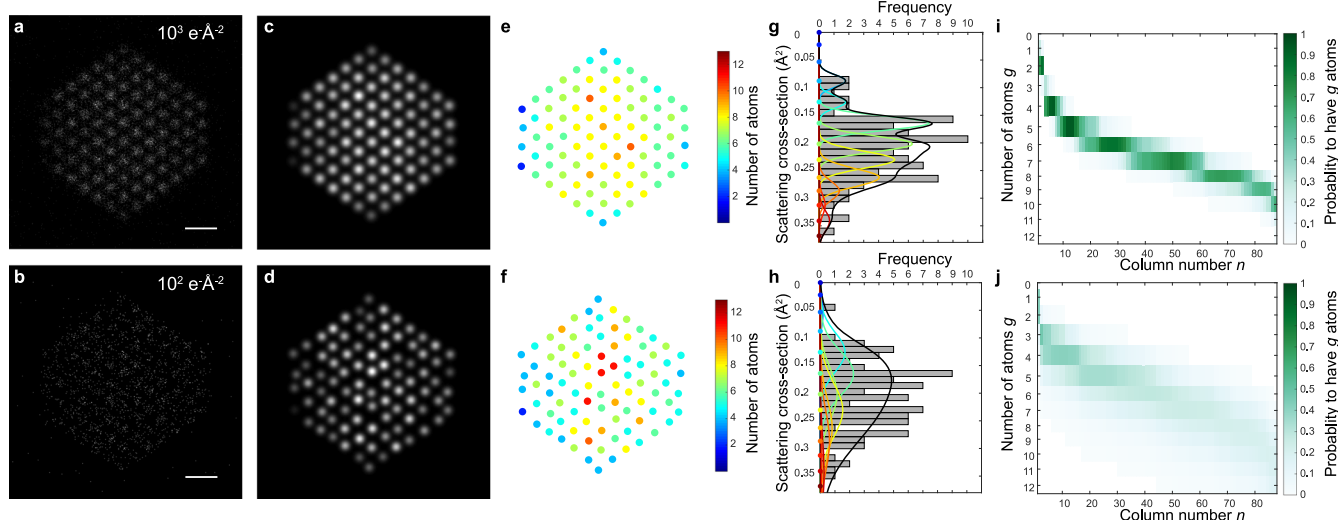 a
10³ e⁻Å⁻²
c
e
Number of atoms
12
10
8
6
4
2
g
Frequency
0 1 2 3 4 5 6 7 8 9 10
Scattering cross-section (Å²)
0
0,05
0.1
0.15
0.2
0.25
0,3
0,35
i
Number of atoms g
0
1
2
3
4
5
6
7
8
9
10
11
12
10 20 30 40 50 60 70 80
Column number n
Probablity to have g atoms
1
0.9
0.8
0.7
0.6
0.5
0.4
0.3
0.2
0.1
0
b
10² e⁻Å⁻²
d
f
Number of atoms
12
10
8
6
4
2
h
Frequency
0 1 2 3 4 5 6 7 8 9 10
Scattering cross-section (Å²)
0
0,05
0.1
0,15
0,2
0,25
0.3
0,35
j
Number of atoms g
0
1
2
3
4
5
6
7
8
9
10
11
12
10 20 30 40 50 60 70 80
Column number n
Probablity to have g atoms
1
0.9
0.8
0.7
0.6
0.5
0.4
0.3
0.2
0.1
0